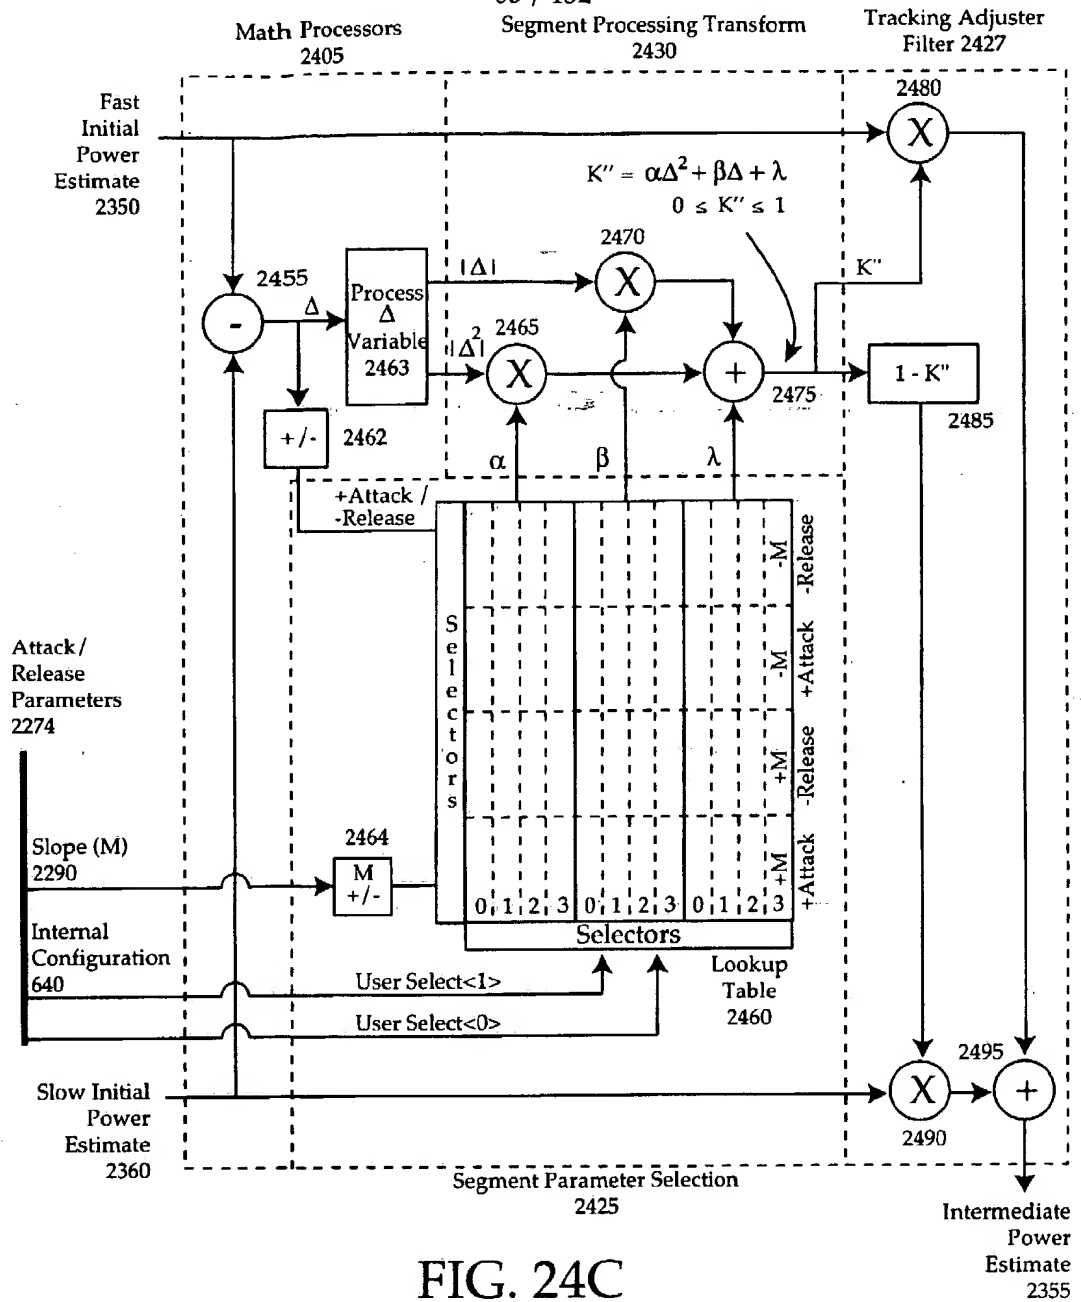 Math Processors
2405
Segment Processing Transform
2430
Tracking Adjuster
Filter 2427
Fast
Initial
Power
Estimate
2350
2480
X
K'' = αΔ² + βΔ + λ
0 ≤ K'' ≤ 1
2470
X
K''
2455
-
Δ
Process
Δ
Variable
2463
|Δ|
|Δ²|
2465
X
+
2475
1 - K''
2485
+/-
2462
α
β
λ
+Attack /
-Release
Selectors
-M
-Release
-M
+Attack
+M
-Release
+M
+Attack
0 1 2 3 0 1 2 3 0 1 2 3
Selectors
Lookup
Table
2460
Attack /
Release
Parameters
2274
Slope (M)
2290
2464
M
+/-
Internal
Configuration
640
User Select<1>
User Select<0>
Slow Initial
Power
Estimate
2360
X
2490
2495
+
Segment Parameter Selection
2425
Intermediate
Power
Estimate
2355
FIG. 24C